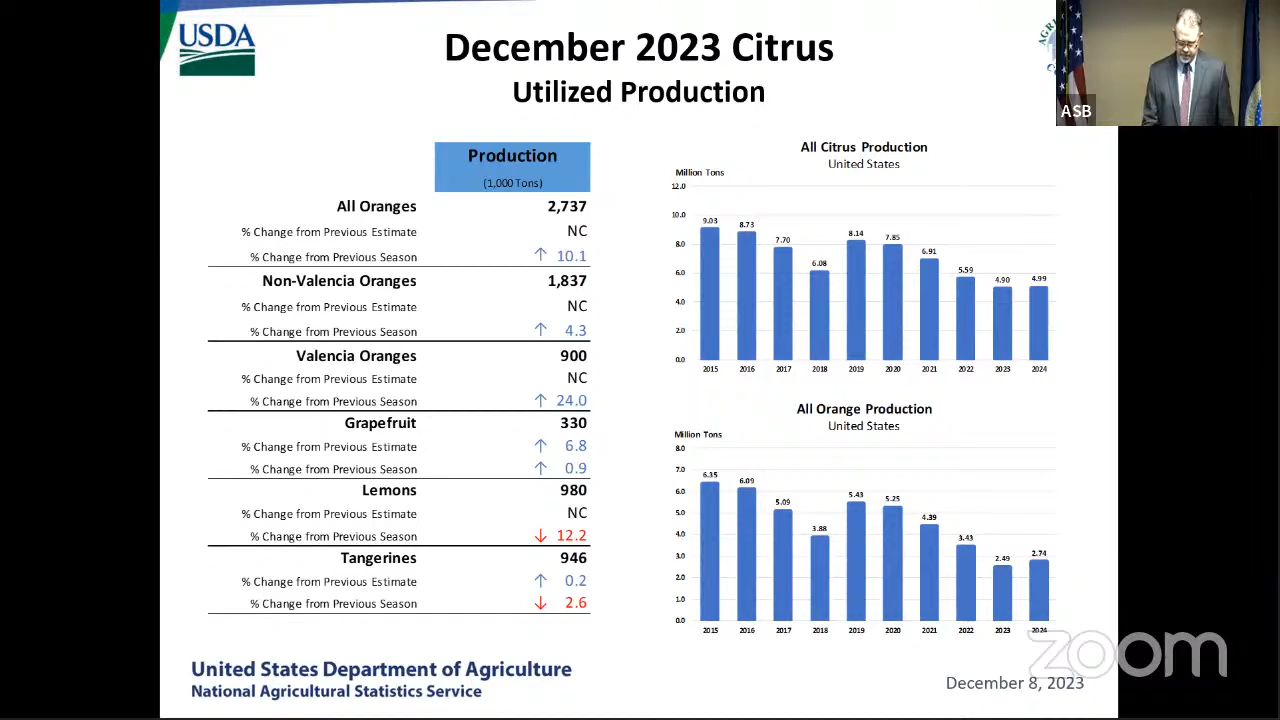 USDA
December 2023 Citrus
Utilized Production
ASB
Production
(1,000 Tons)
All Oranges 2,737
% Change from Previous Estimate NC
% Change from Previous Season ↑ 10.1
Non-Valencia Oranges 1,837
% Change from Previous Estimate NC
% Change from Previous Season ↑ 4.3
Valencia Oranges 900
% Change from Previous Estimate NC
% Change from Previous Season ↑ 24.0
Grapefruit 330
% Change from Previous Estimate ↑ 6.8
% Change from Previous Season ↑ 0.9
Lemons 980
% Change from Previous Estimate NC
% Change from Previous Season ↓ 12.2
Tangerines 946
% Change from Previous Estimate ↑ 0.2
% Change from Previous Season ↓ 2.6
All Citrus Production
United States
Million Tons
12.0
10.0
8.0
6.0
4.0
2.0
0.0
9.03 8.73 7.70 6.08 8.14 7.85 6.91 5.59 4.90 4.99
2015 2016 2017 2018 2019 2020 2021 2022 2023 2024
All Orange Production
United States
Million Tons
8.0
7.0
6.0
5.0
4.0
3.0
2.0
1.0
0.0
6.35 6.09 5.09 3.88 5.43 5.25 4.39 3.43 2.49 2.74
2015 2016 2017 2018 2019 2020 2021 2022 2023 2024
United States Department of Agriculture
National Agricultural Statistics Service
December 8, 2023
zoom